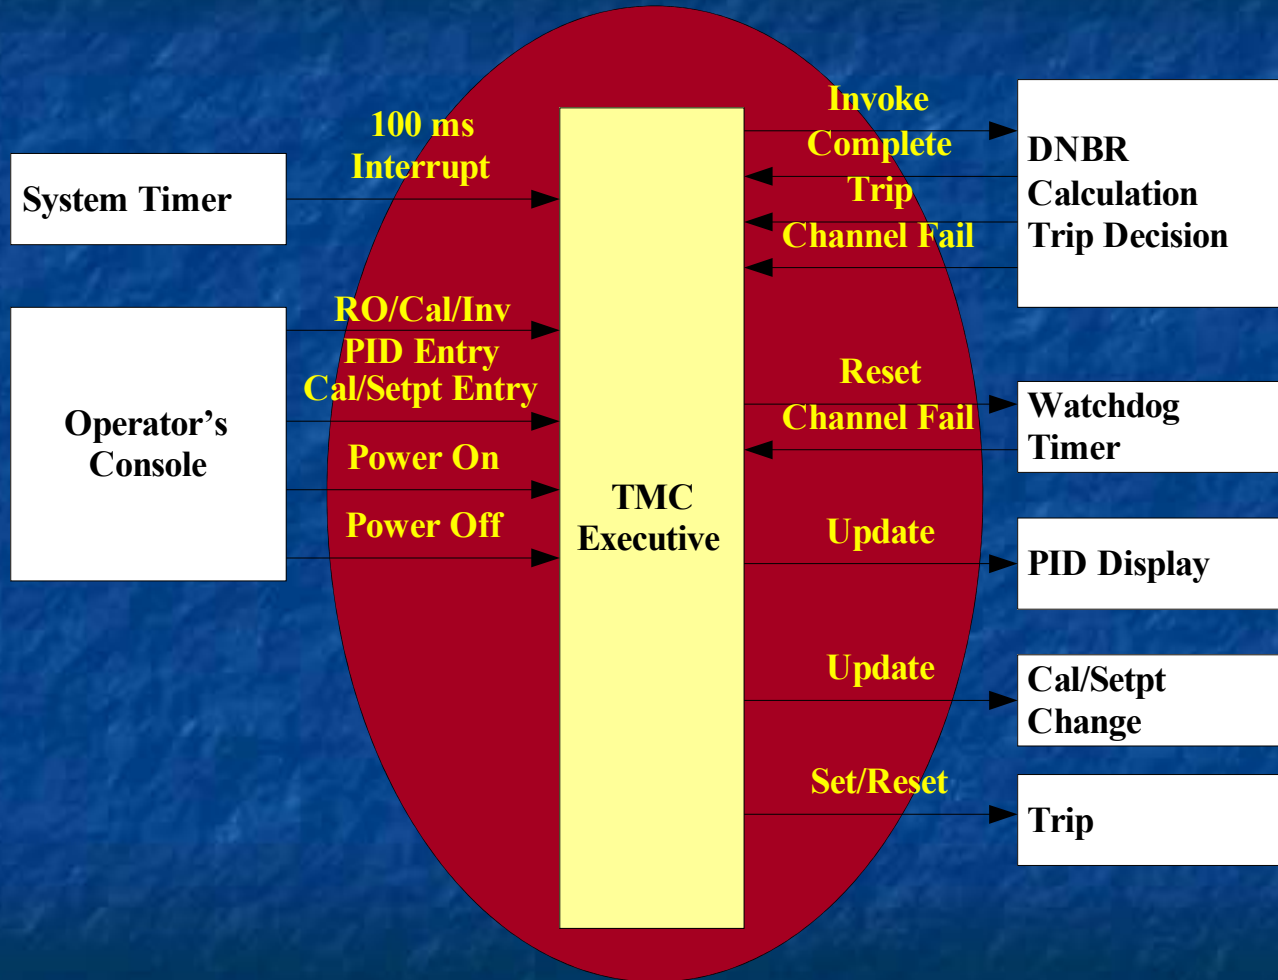 System Timer
100 ms
Interrupt
Operator’s
Console
RO/Cal/Inv
PID Entry
Cal/Setpt Entry
Power On
Power Off
TMC
Executive
Invoke
Complete
Trip
Channel Fail
DNBR
Calculation
Trip Decision
Reset
Channel Fail
Watchdog
Timer
Update
PID Display
Update
Cal/Setpt
Change
Set/Reset
Trip